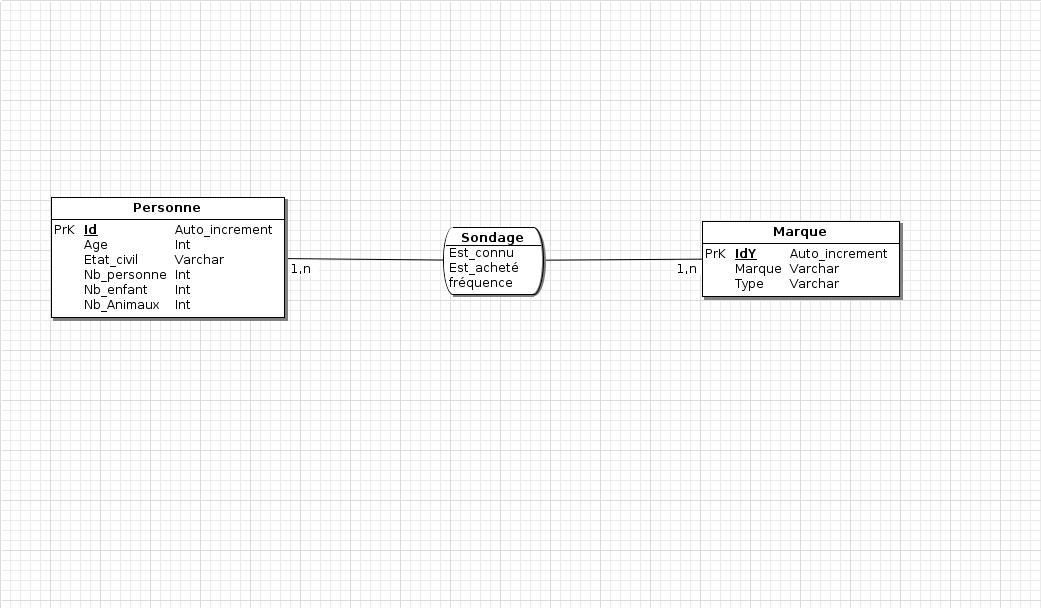 Personne
PrK Id Auto_increment
Age Int
Etat_civil Varchar
Nb_personne Int
Nb_enfant Int
Nb_Animaux Int
1,n
Sondage
Est_connu
Est_acheté
fréquence
1,n
Marque
PrK IdY Auto_increment
Marque Varchar
Type Varchar